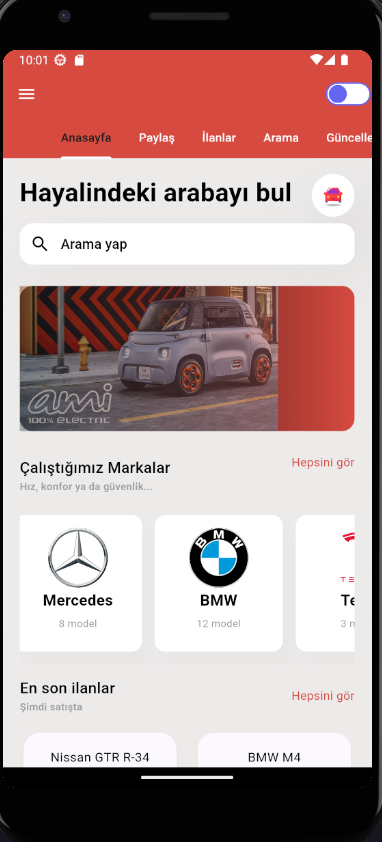 10:01
Anasayfa Paylaş İlanlar Arama Güncelle
Hayalindeki arabayı bul
Arama yap
ami
100% ELECTRIC
Çalıştığımız Markalar
Hepsini gör
Hız, konfor ya da güvenlik...
BMW
Mercedes BMW Te
8 model 12 model 3 m
En son ilanlar
Hepsini gör
Şimdi satışta
Nissan GTR R-34 BMW M4